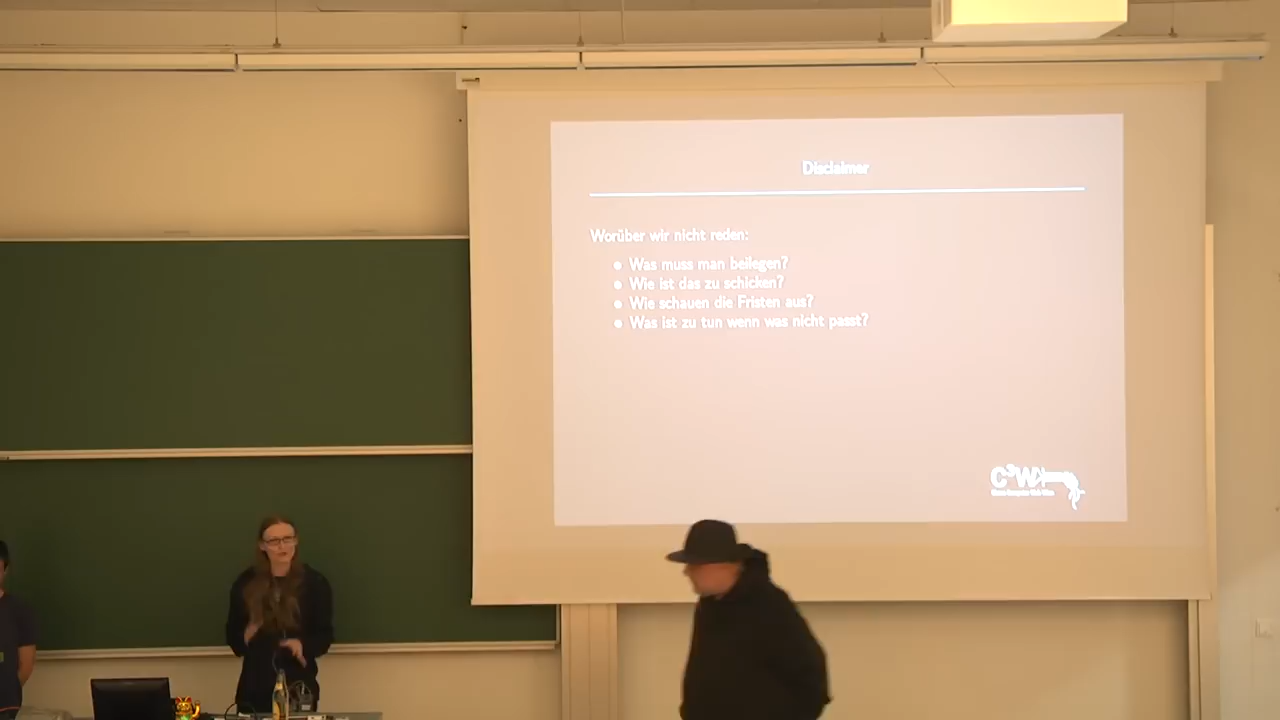 Disclaimer
Worüber wir nicht reden:
• Was muss man beilegen?
• Wie ist das zu schicken?
• Wie schauen die Fristen aus?
• Was ist zu tun wenn was nicht passt?
C3W